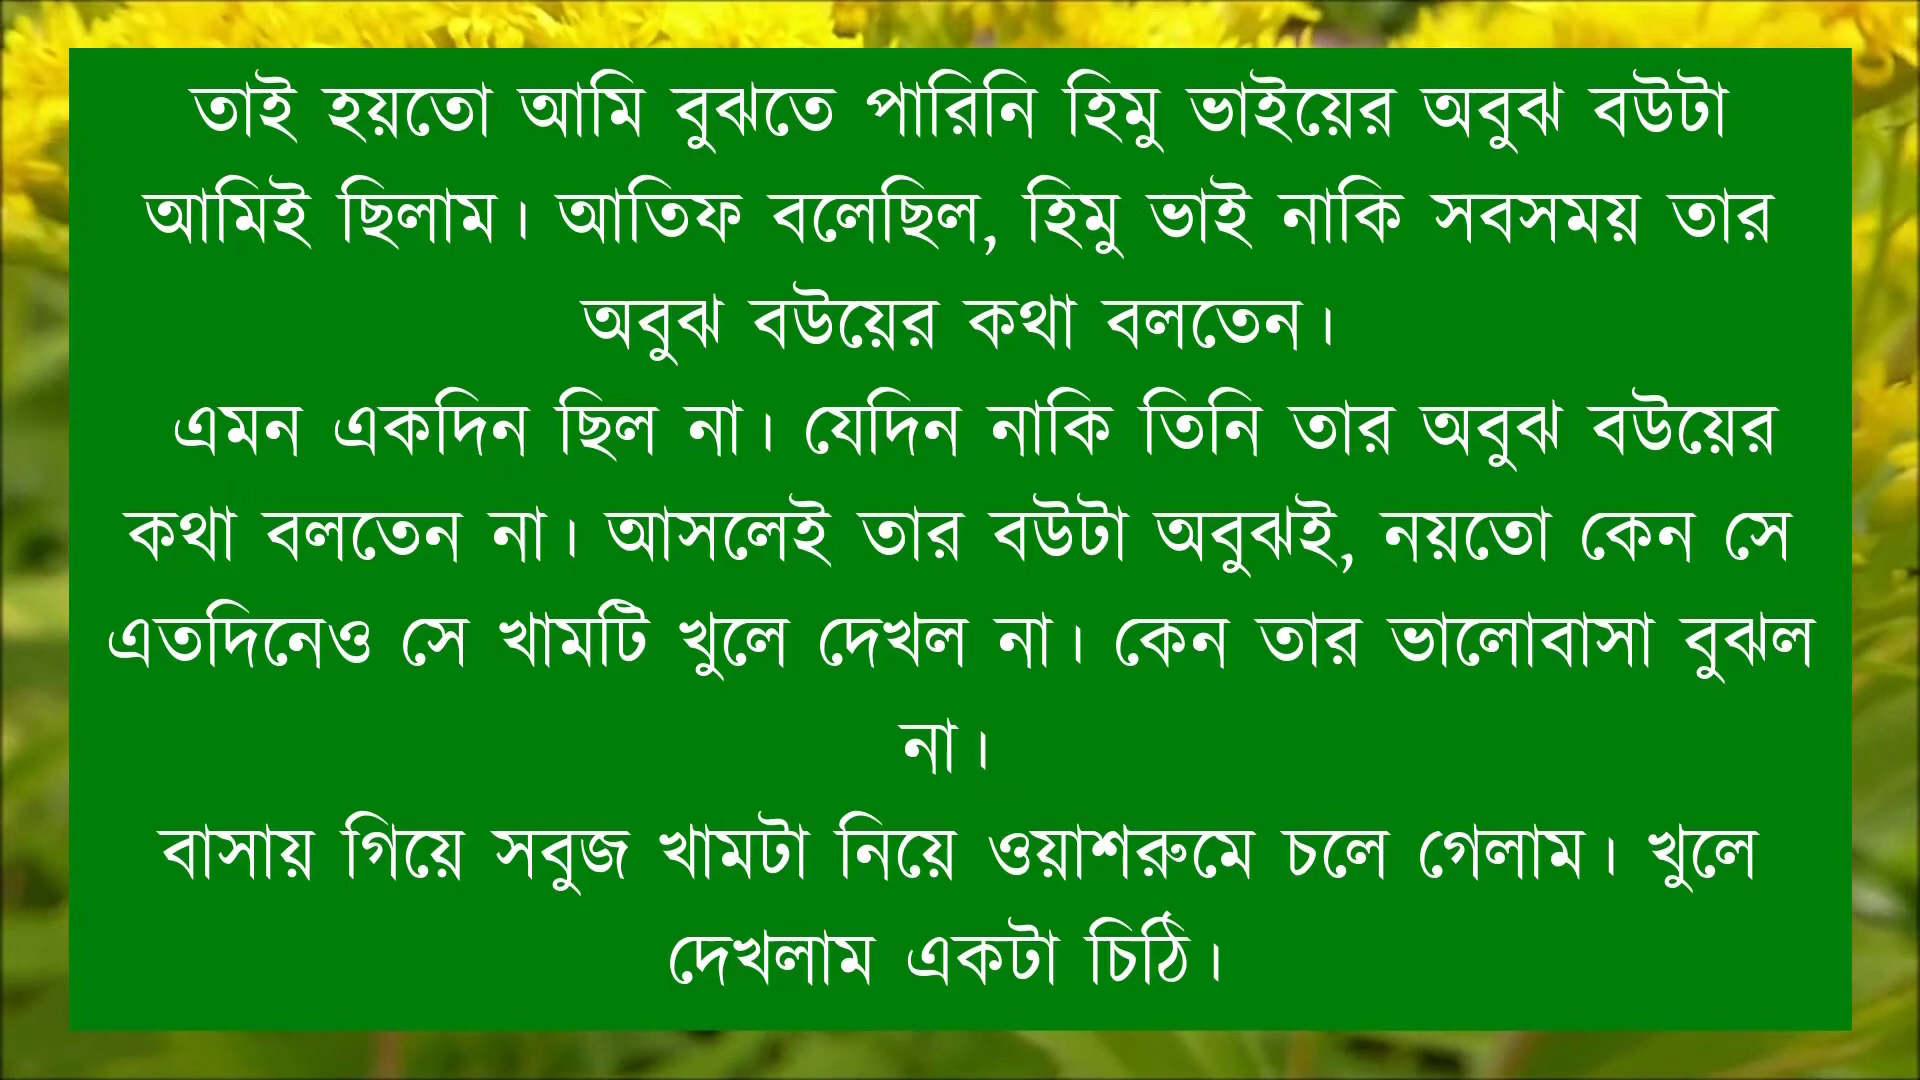 তাই হয়তো আমি বুঝতে পারিনি হিমু ভাইয়ের অবুঝ বউটা
আমিই ছিলাম। আতিফ বলেছিল, হিমু ভাই নাকি সবসময় তার
অবুঝ বউয়ের কথা বলতেন।
এমন একদিন ছিল না। যেদিন নাকি তিনি তার অবুঝ বউয়ের
কথা বলতেন না। আসলেই তার বউটা অবুঝই, নয়তো কেন সে
এতদিনেও সে খামটি খুলে দেখল না। কেন তার ভালোবাসা বুঝল
না।
বাসায় গিয়ে সবুজ খামটা নিয়ে ওয়াশরুমে চলে গেলাম। খুলে
দেখলাম একটা চিঠি।